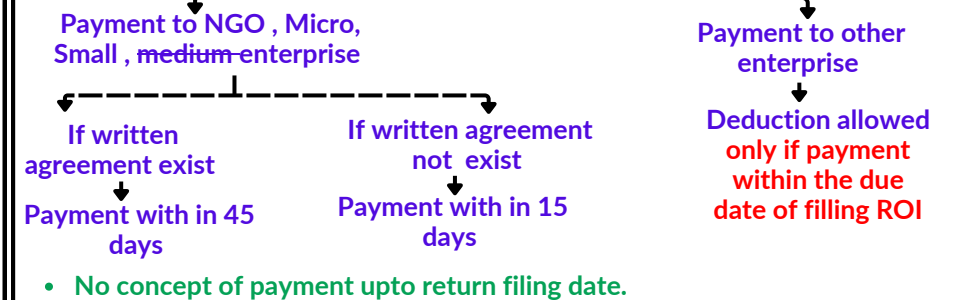 Payment to NGO , Micro,
Small , medium enterprise
If written
agreement exist
Payment with in 45
days
If written agreement
not exist
Payment with in 15
days
Payment to other
enterprise
Deduction allowed
only if payment
within the due
date of filling ROI
• No concept of payment upto return filing date.